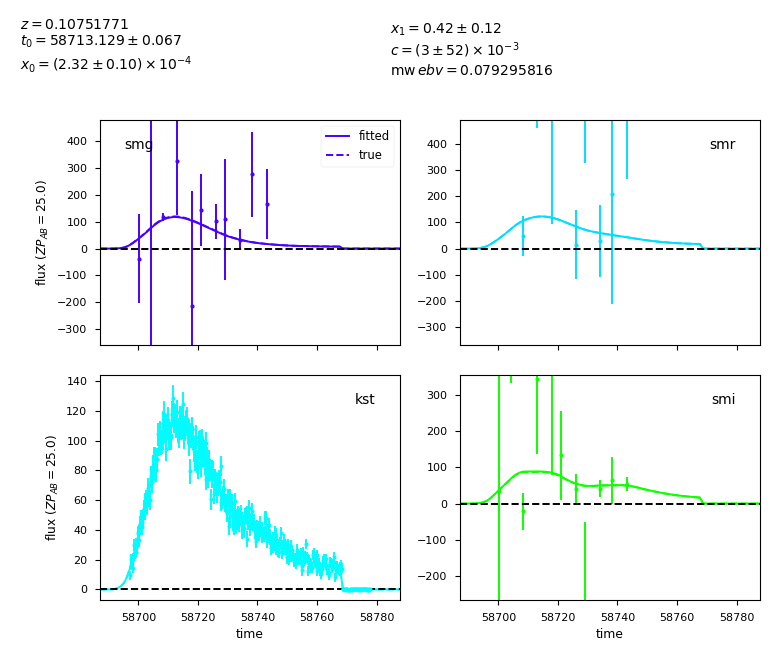 z = 0.10751771
t₀ = 58713.129 ± 0.067
x₀ = (2.32 ± 0.10) × 10⁻⁴
x₁ = 0.42 ± 0.12
c = (3 ± 52) × 10⁻³
mw ebv = 0.079295816
smg
fitted
true
400
300
200
100
0
−100
−200
−300
flux (ZP_AB = 25.0)
smr
400
300
200
100
0
−100
−200
−300
kst
140
120
100
80
60
40
20
0
flux (ZP_AB = 25.0)
58700 58720 58740 58760 58780
time
smi
300
200
100
0
−100
−200
58700 58720 58740 58760 58780
time